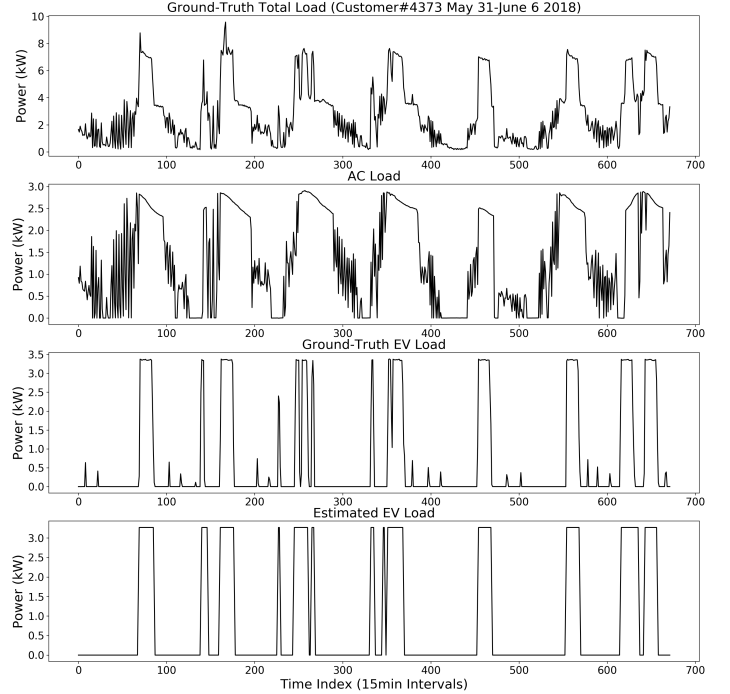 Ground-Truth Total Load (Customer#4373 May 31-June 6 2018)
Power (kW)
10
8
6
4
2
0
0 100 200 300 400 500 600 700
AC Load
Power (kW)
3.0
2.5
2.0
1.5
1.0
0.5
0.0
0 100 200 300 400 500 600 700
Ground-Truth EV Load
Power (kW)
3.5
3.0
2.5
2.0
1.5
1.0
0.5
0.0
0 100 200 300 400 500 600 700
Estimated EV Load
Power (kW)
3.0
2.5
2.0
1.5
1.0
0.5
0.0
0 100 200 300 400 500 600 700
Time Index (15min Intervals)